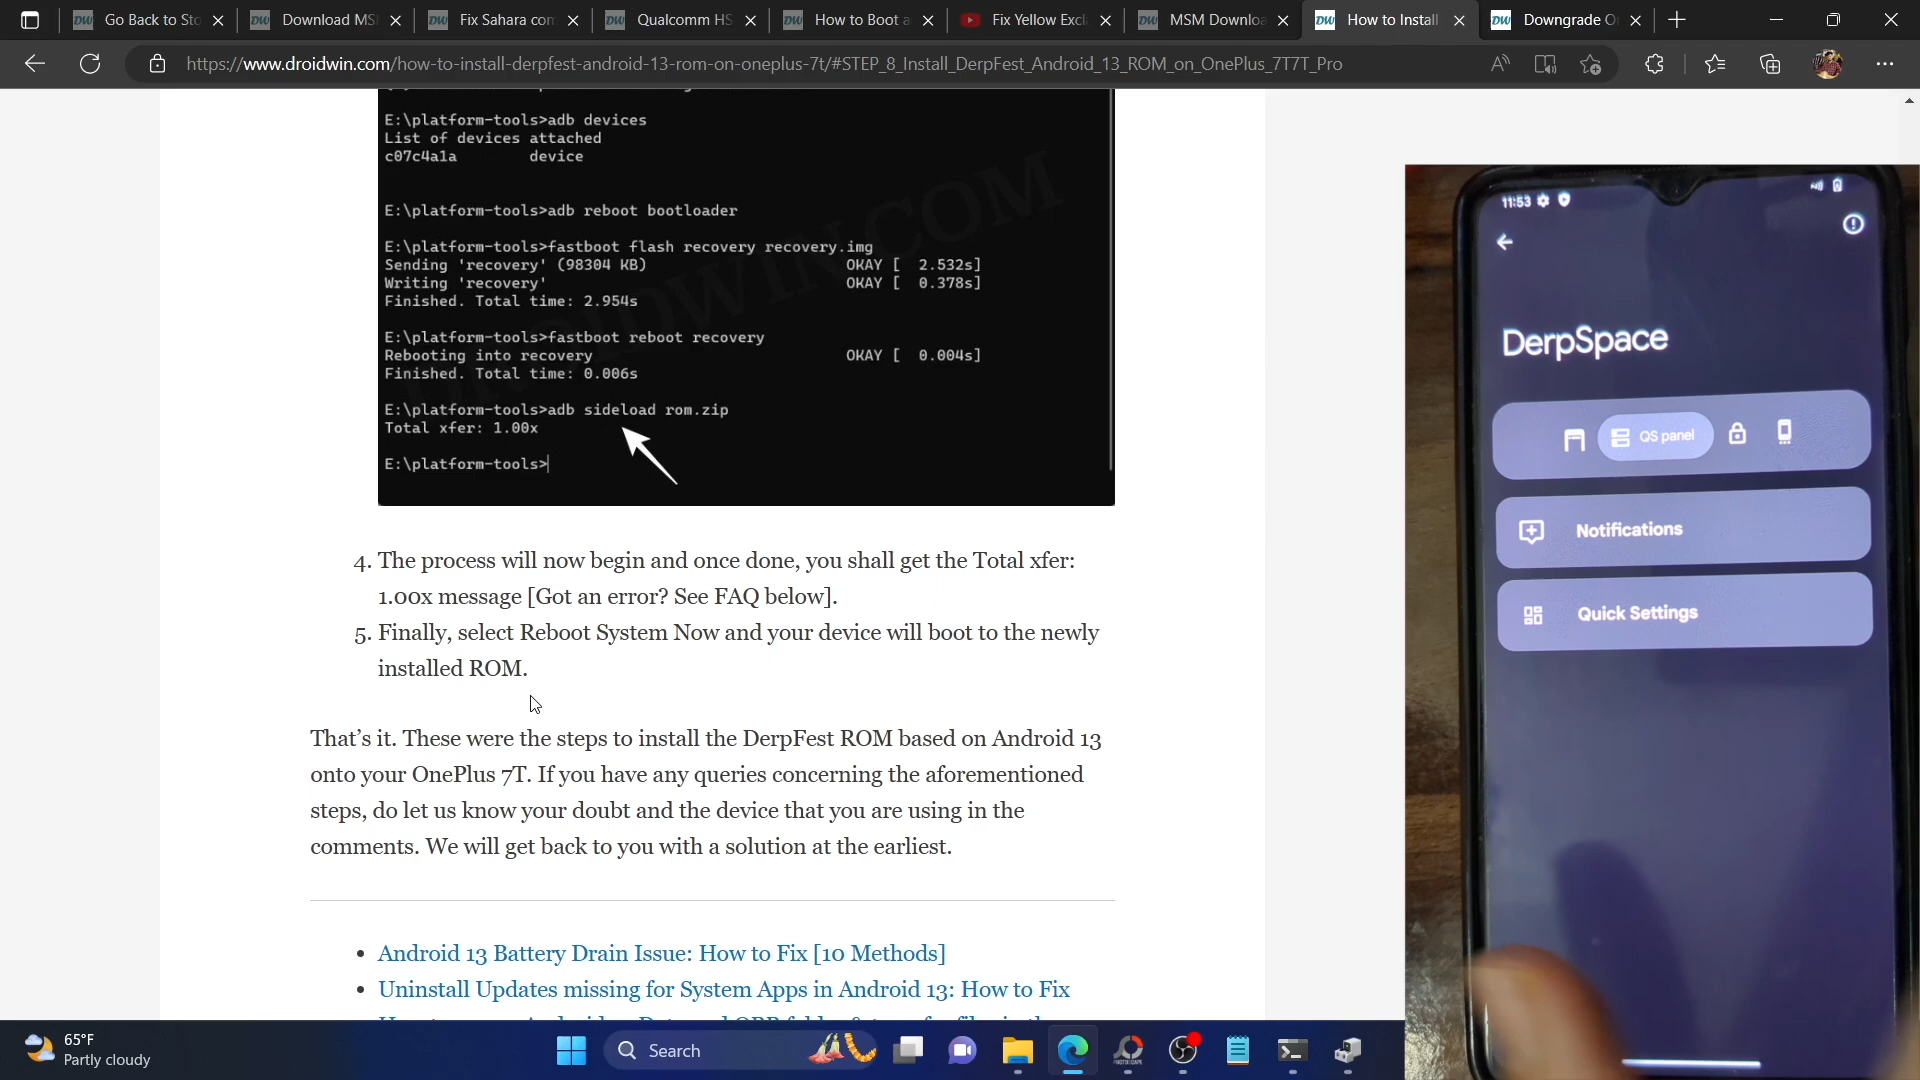 Go Back to Sto
Download MSM
Fix Sahara com
Qualcomm HS
How to Boot a
Fix Yellow Excl
MSM Downloa
How to Install
Downgrade O
https://www.droidwin.com/how-to-install-derpfest-android-13-rom-on-oneplus-7t/#STEP_8_Install_DerpFest_Android_13_ROM_on_OnePlus_7T7T_Pro
E:\platform-tools>adb devices
List of devices attached
c07c4a1a device
E:\platform-tools>adb reboot bootloader
E:\platform-tools>fastboot flash recovery recovery.img
Sending 'recovery' (98304 KB) OKAY [ 2.532s]
Writing 'recovery' OKAY [ 0.378s]
Finished. Total time: 2.954s
E:\platform-tools>fastboot reboot recovery
Rebooting into recovery OKAY [ 0.004s]
Finished. Total time: 0.006s
E:\platform-tools>adb sideload rom.zip
Total xfer: 1.00x
E:\platform-tools>
DROIDWIN.COM
4. The process will now begin and once done, you shall get the Total xfer:
1.00x message [Got an error? See FAQ below].
5. Finally, select Reboot System Now and your device will boot to the newly
installed ROM.
That's it. These were the steps to install the DerpFest ROM based on Android 13
onto your OnePlus 7T. If you have any queries concerning the aforementioned
steps, do let us know your doubt and the device that you are using in the
comments. We will get back to you with a solution at the earliest.
• Android 13 Battery Drain Issue: How to Fix [10 Methods]
• Uninstall Updates missing for System Apps in Android 13: How to Fix
11:53
DerpSpace
QS panel
Notifications
Quick Settings
65°F
Partly cloudy
Search